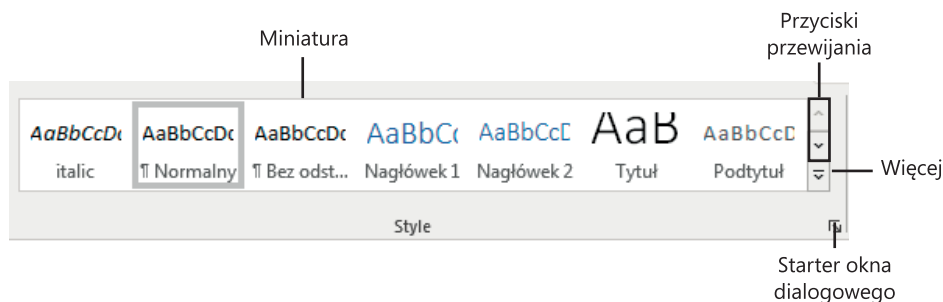 Przyciski
przewijania
Miniatura
AaBbCcDc AaBbCcDc AaBbCcDc AaBbCc AaBbCcD AaB AaBbCcD
italic ¶ Normalny ¶ Bez odst... Nagłówek 1 Nagłówek 2 Tytuł Podtytuł
Więcej
Style
Starter okna
dialogowego